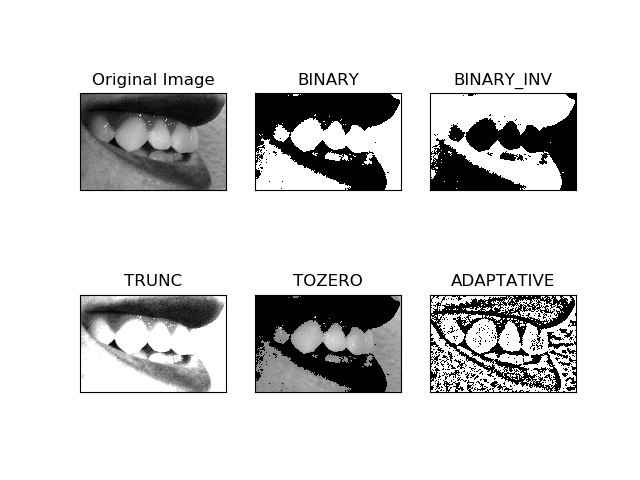 Original Image
BINARY
BINARY_INV
TRUNC
TOZERO
ADAPTATIVE